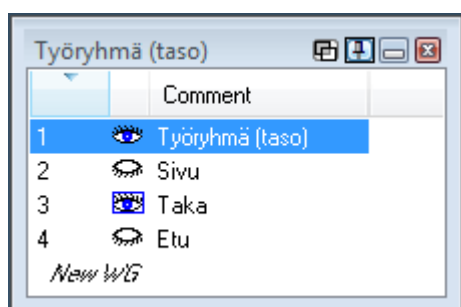 Työryhmä (taso)
Comment
1 Työryhmä (taso)
2 Sivu
3 Taka
4 Etu
New WG